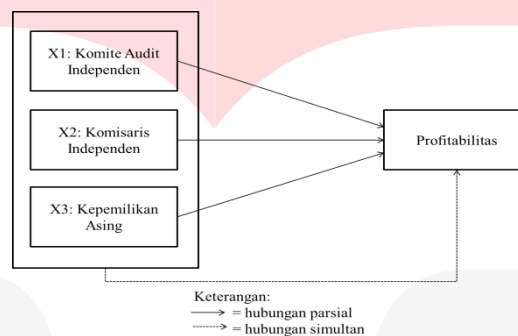 X1: Komite Audit
Independen
X2: Komisaris
Independen
X3: Kepemilikan
Asing
Profitabilitas
Keterangan:
= hubungan parsial
= hubungan simultan